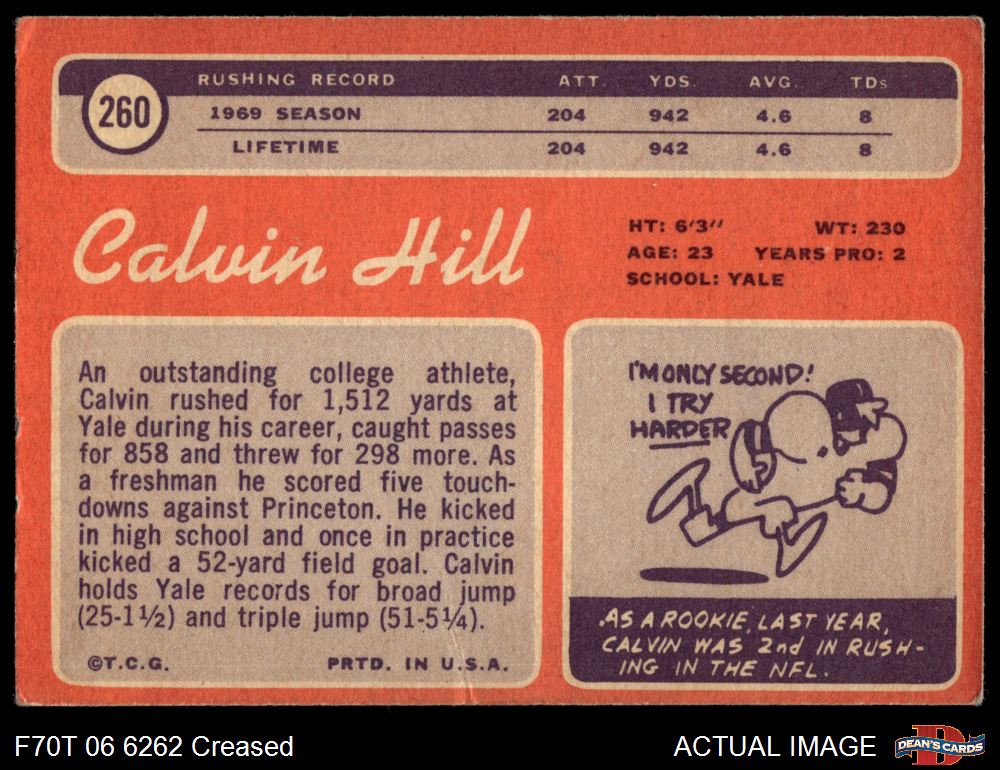 260
RUSHING RECORD ATT. YDS. AVG. TDs
1969 SEASON 204 942 4.6 8
LIFETIME 204 942 4.6 8
Calvin Hill
HT: 6'3" WT: 230
AGE: 23 YEARS PRO: 2
SCHOOL: YALE
An outstanding college athlete,
Calvin rushed for 1,512 yards at
Yale during his career, caught passes
for 858 and threw for 298 more. As
a freshman he scored five touch-
downs against Princeton. He kicked
in high school and once in practice
kicked a 52-yard field goal. Calvin
holds Yale records for broad jump
(25-1½) and triple jump (51-5¼).
©T.C.G. PRTD. IN U.S.A.
I'M ONLY SECOND!
I TRY
HARDER
AS A ROOKIE, LAST YEAR,
CALVIN WAS 2nd IN RUSH-
ING IN THE NFL.
F70T 06 6262 Creased
ACTUAL IMAGE
DEAN'S CARDS